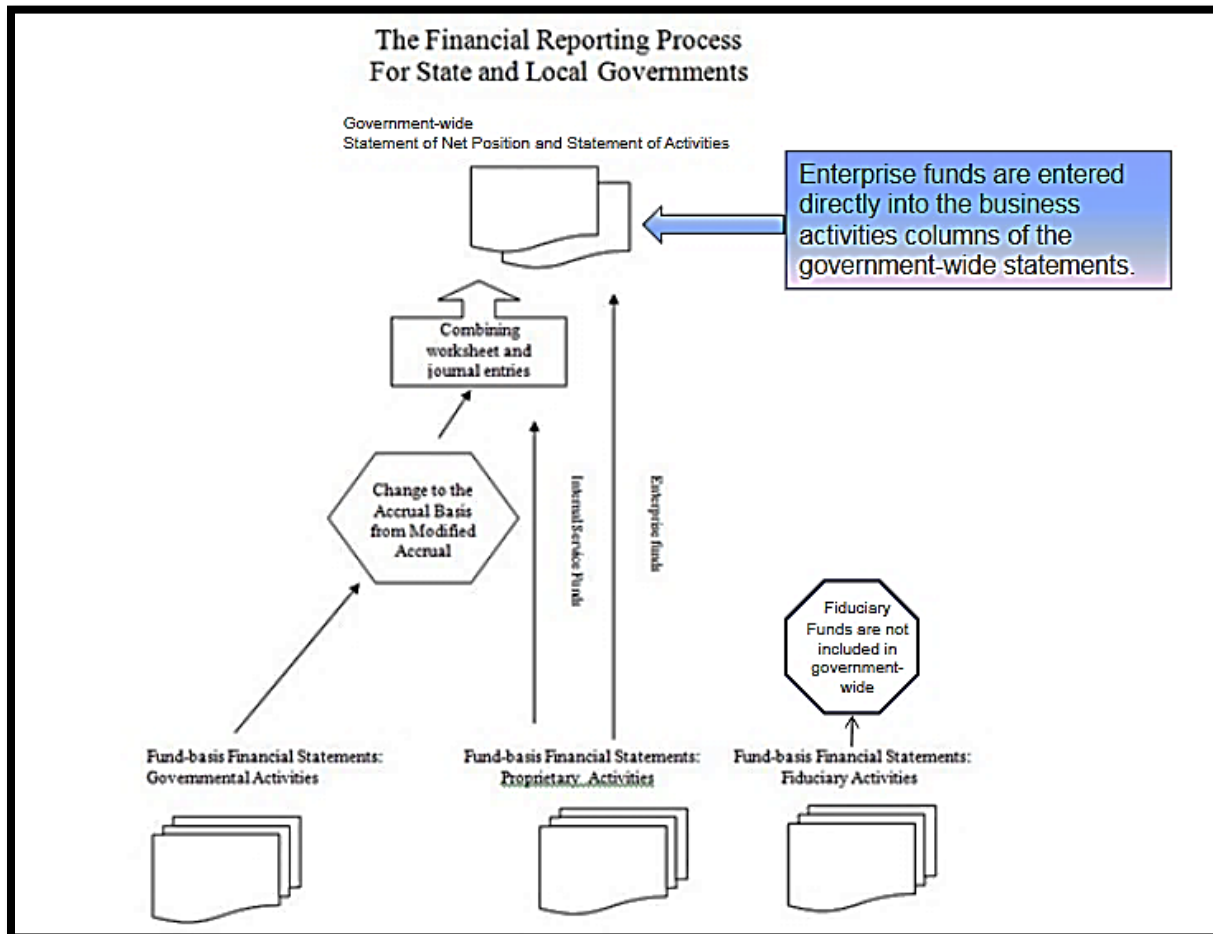 The Financial Reporting Process
For State and Local Governments
Government-wide
Statement of Net Position and Statement of Activities
Enterprise funds are entered
directly into the business
activities columns of the
government-wide statements.
Combining
worksheet and
journal entries
Change to the
Accrual Basis
from Modified
Accrual
Internal Service Funds
Enterprise funds
Fiduciary
Funds are not
included in
government-
wide
Fund-basis Financial Statements:
Governmental Activities
Fund-basis Financial Statements:
Proprietary Activities
Fund-basis Financial Statements:
Fiduciary Activities